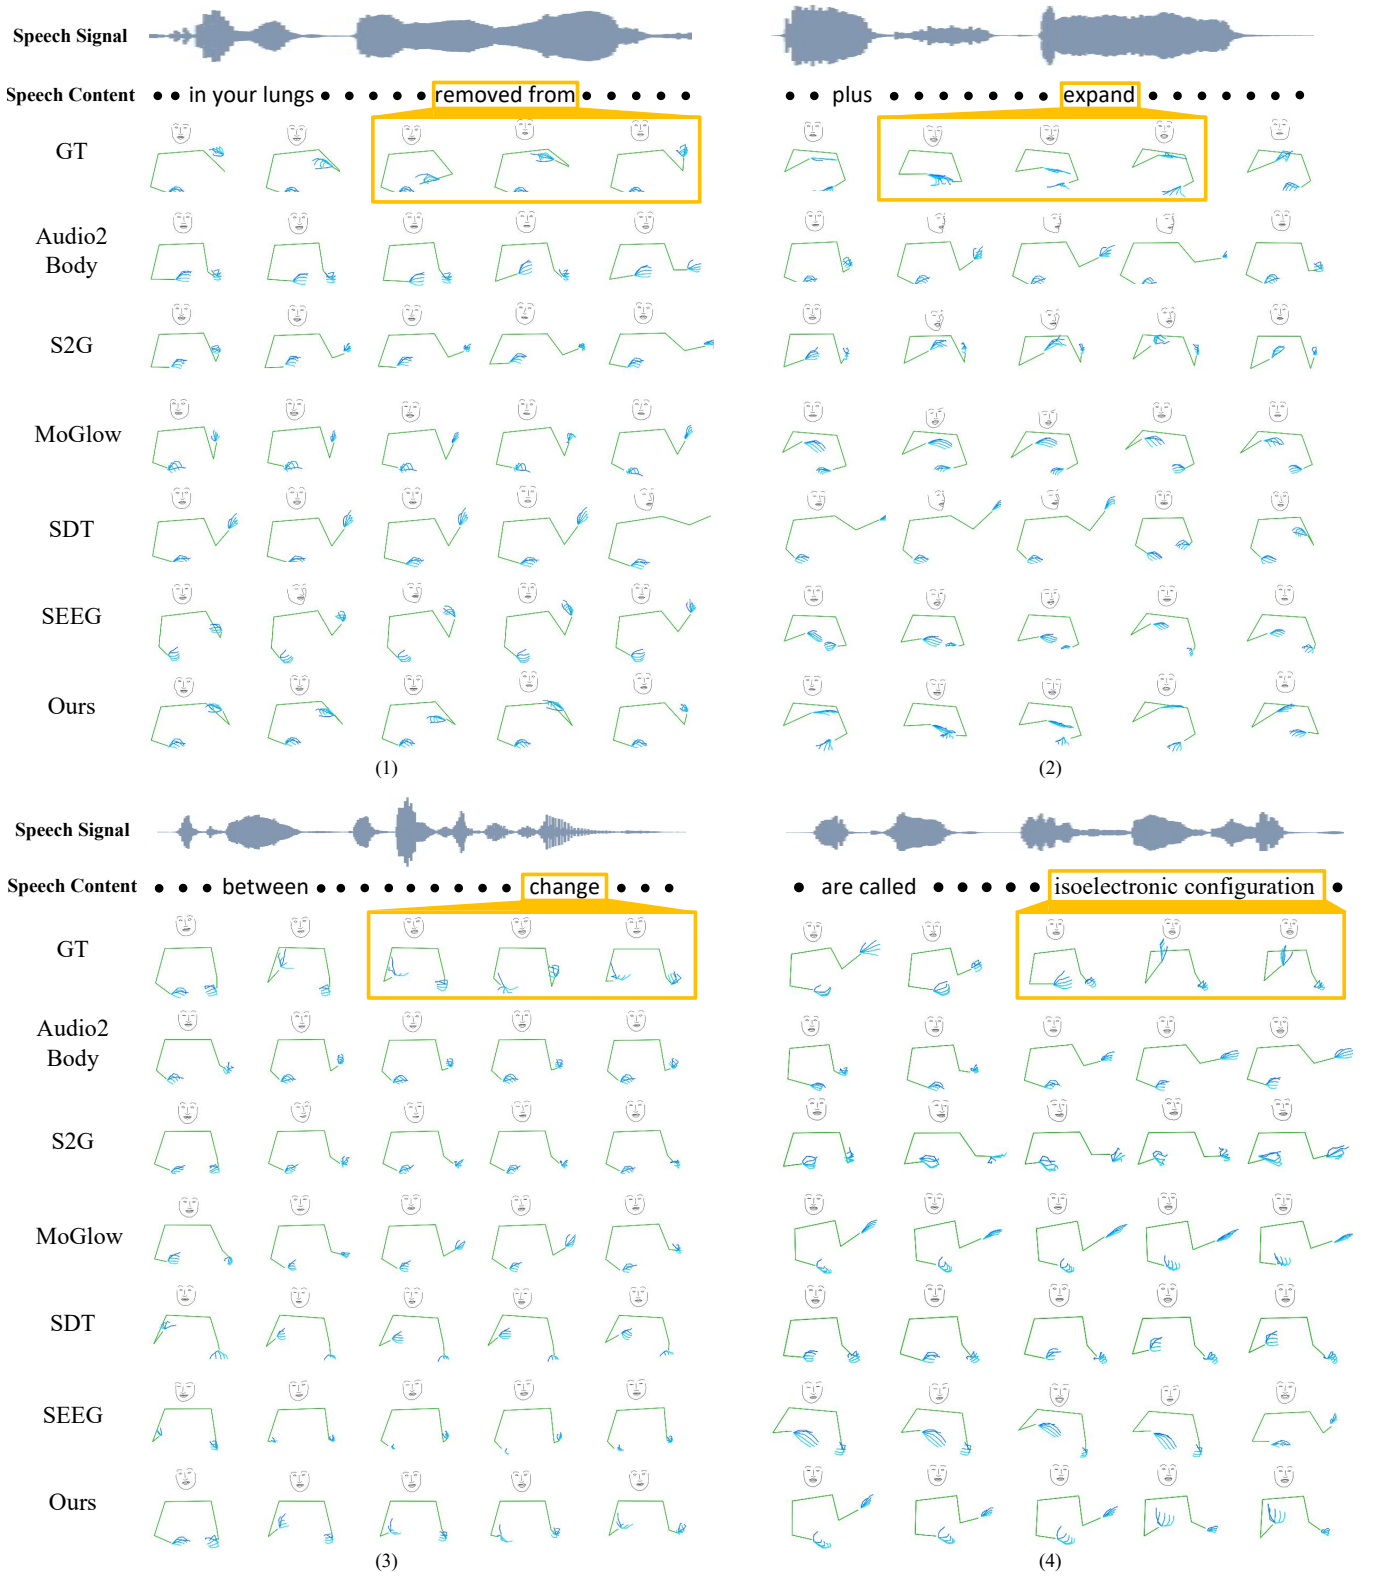 Speech Signal
Speech Content in your lungs removed from plus expand
GT
Audio2
Body
S2G
MoGlow
SDT
SEEG
Ours
(1) (2)
Speech Signal
Speech Content between change are called isoelectronic configuration
GT
Audio2
Body
S2G
MoGlow
SDT
SEEG
Ours
(3) (4)